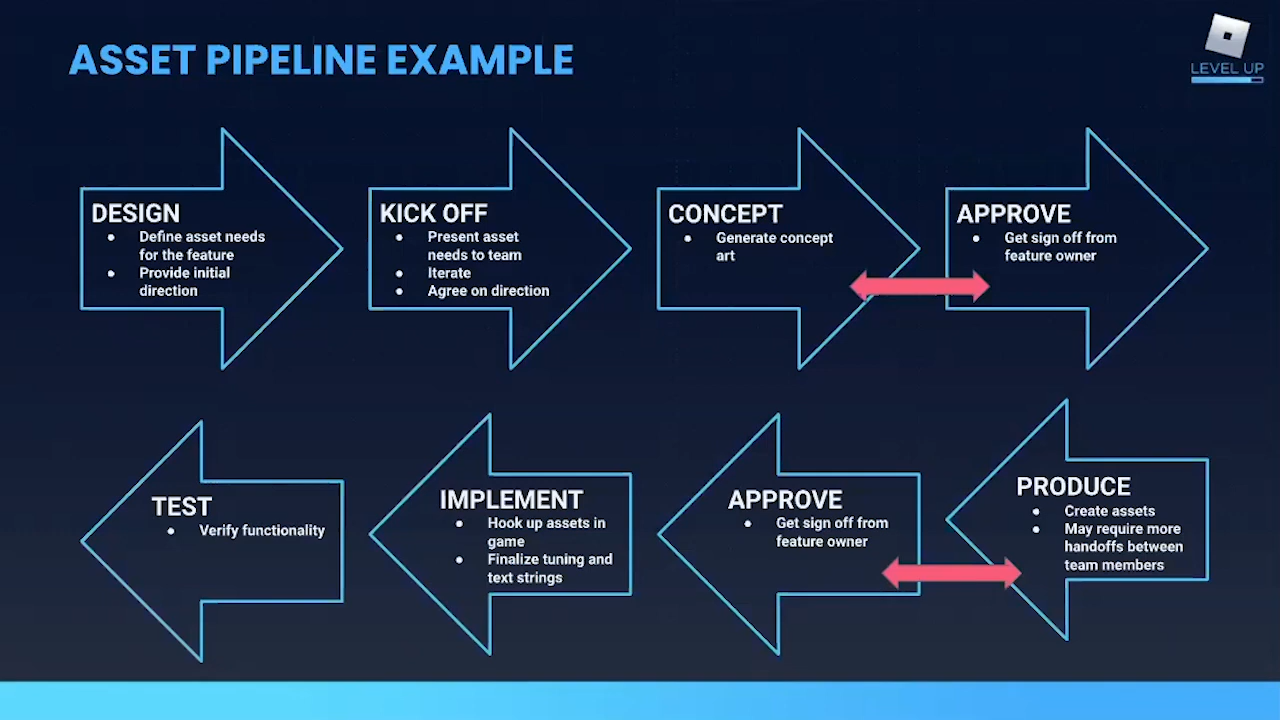 ASSET PIPELINE EXAMPLE
LEVEL UP
DESIGN
● Define asset needs
for the feature
● Provide initial
direction
KICK OFF
● Present asset
needs to team
● Iterate
● Agree on direction
CONCEPT
● Generate concept
art
APPROVE
● Get sign off from
feature owner
TEST
● Verify functionality
IMPLEMENT
● Hook up assets in
game
● Finalize tuning and
text strings
APPROVE
● Get sign off from
feature owner
PRODUCE
● Create assets
● May require more
handoffs between
team members